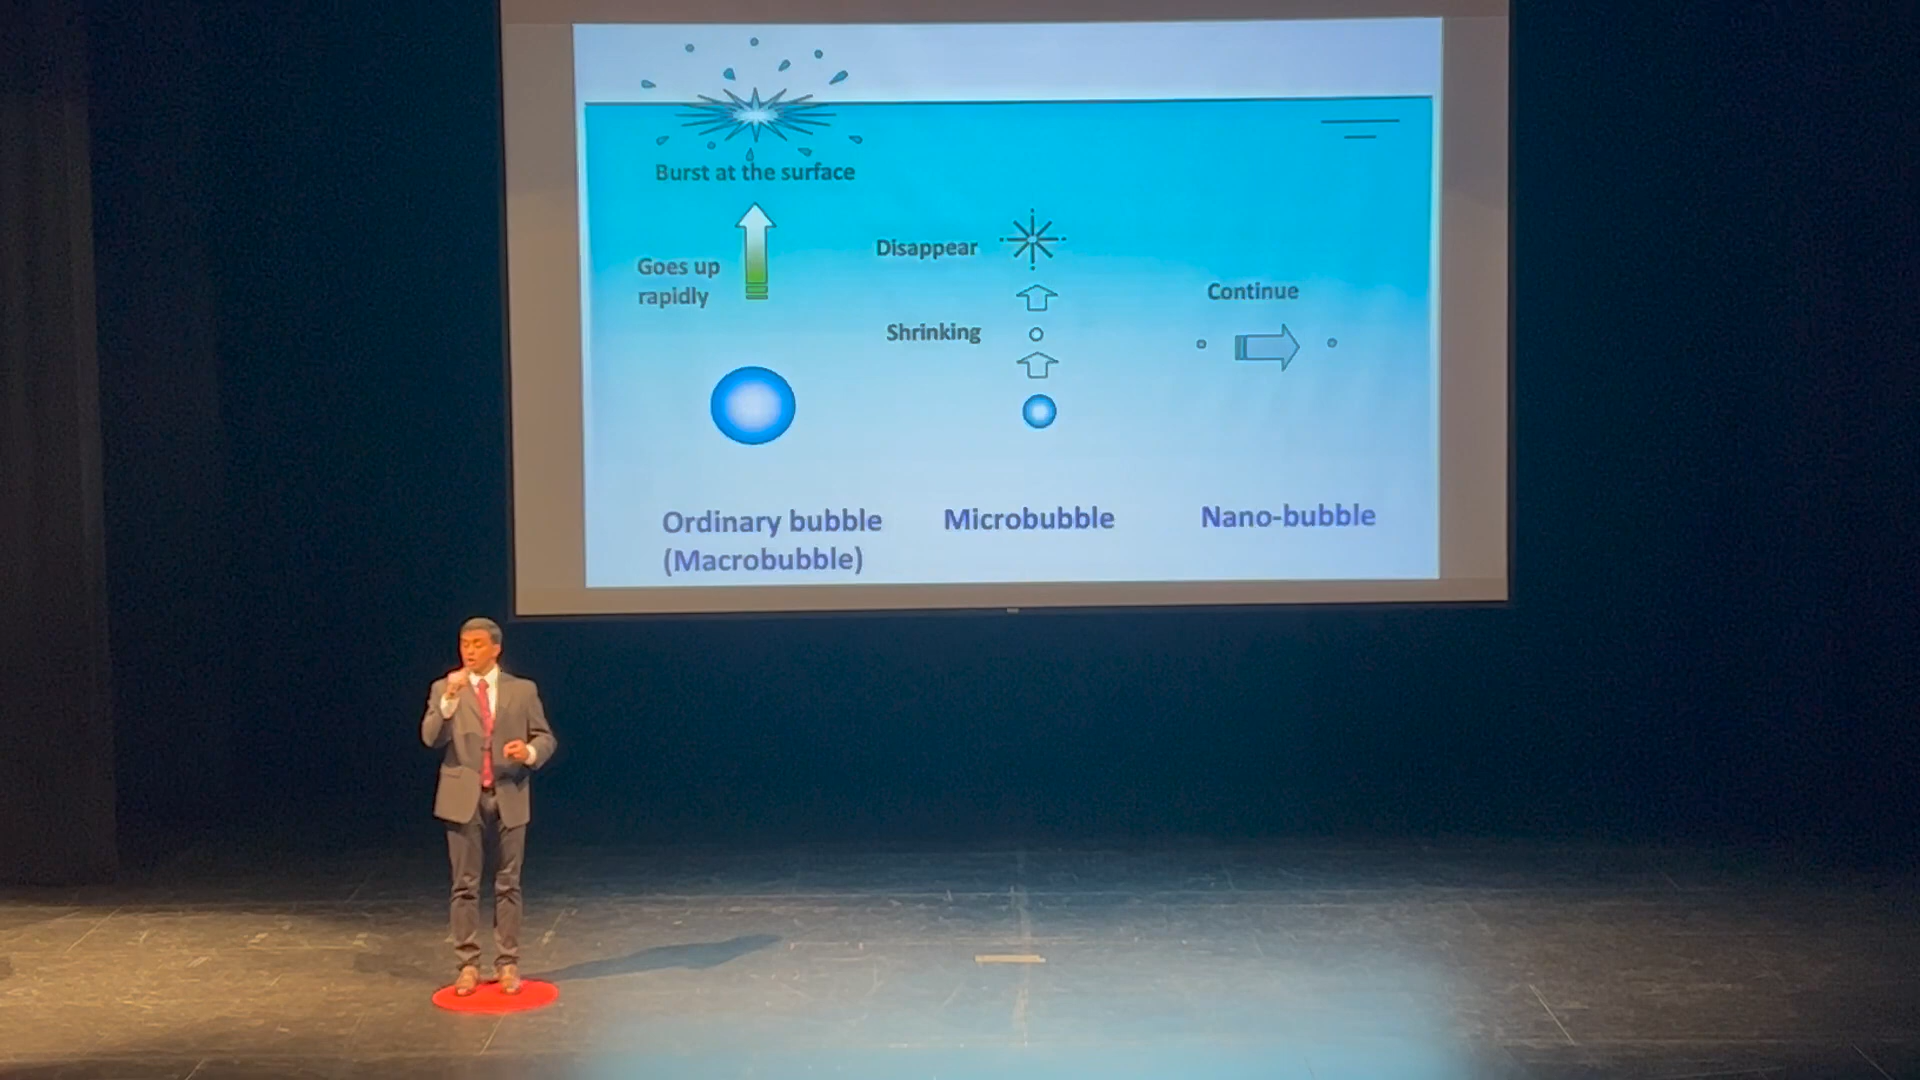 Burst at the surface
Goes up
rapidly
Disappear
Shrinking
Continue
Ordinary bubble
(Macrobubble)
Microbubble
Nano-bubble